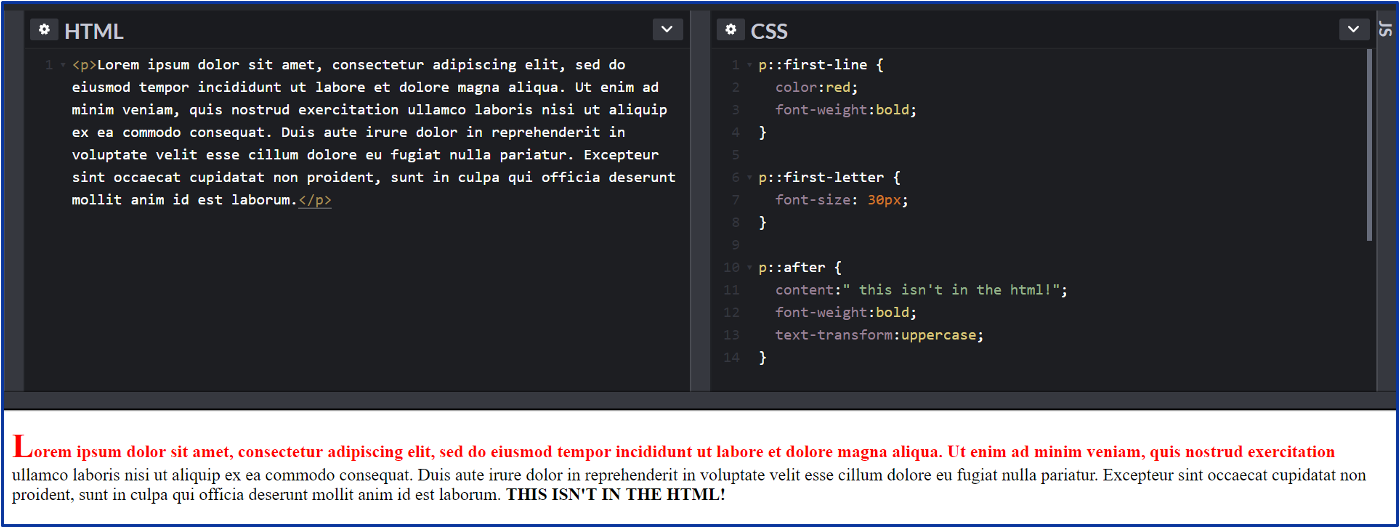 HTML
1 <p>Lorem ipsum dolor sit amet, consectetur adipiscing elit, sed do
eiusmod tempor incididunt ut labore et dolore magna aliqua. Ut enim ad
minim veniam, quis nostrud exercitation ullamco laboris nisi ut aliquip
ex ea commodo consequat. Duis aute irure dolor in reprehenderit in
voluptate velit esse cillum dolore eu fugiat nulla pariatur. Excepteur
sint occaecat cupidatat non proident, sunt in culpa qui officia deserunt
mollit anim id est laborum.</p>
CSS
1 p::first-line {
2 color:red;
3 font-weight:bold;
4 }
5
6 p::first-letter {
7 font-size: 30px;
8 }
9
10 p::after {
11 content:" this isn't in the html!";
12 font-weight:bold;
13 text-transform:uppercase;
14 }
JS
Lorem ipsum dolor sit amet, consectetur adipiscing elit, sed do eiusmod tempor incididunt ut labore et dolore magna aliqua. Ut enim ad minim veniam, quis nostrud exercitation
ullamco laboris nisi ut aliquip ex ea commodo consequat. Duis aute irure dolor in reprehenderit in voluptate velit esse cillum dolore eu fugiat nulla pariatur. Excepteur sint occaecat cupidatat non
proident, sunt in culpa qui officia deserunt mollit anim id est laborum. THIS ISN'T IN THE HTML!